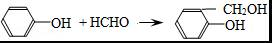 OH + HCHO → CH₂OH
OH